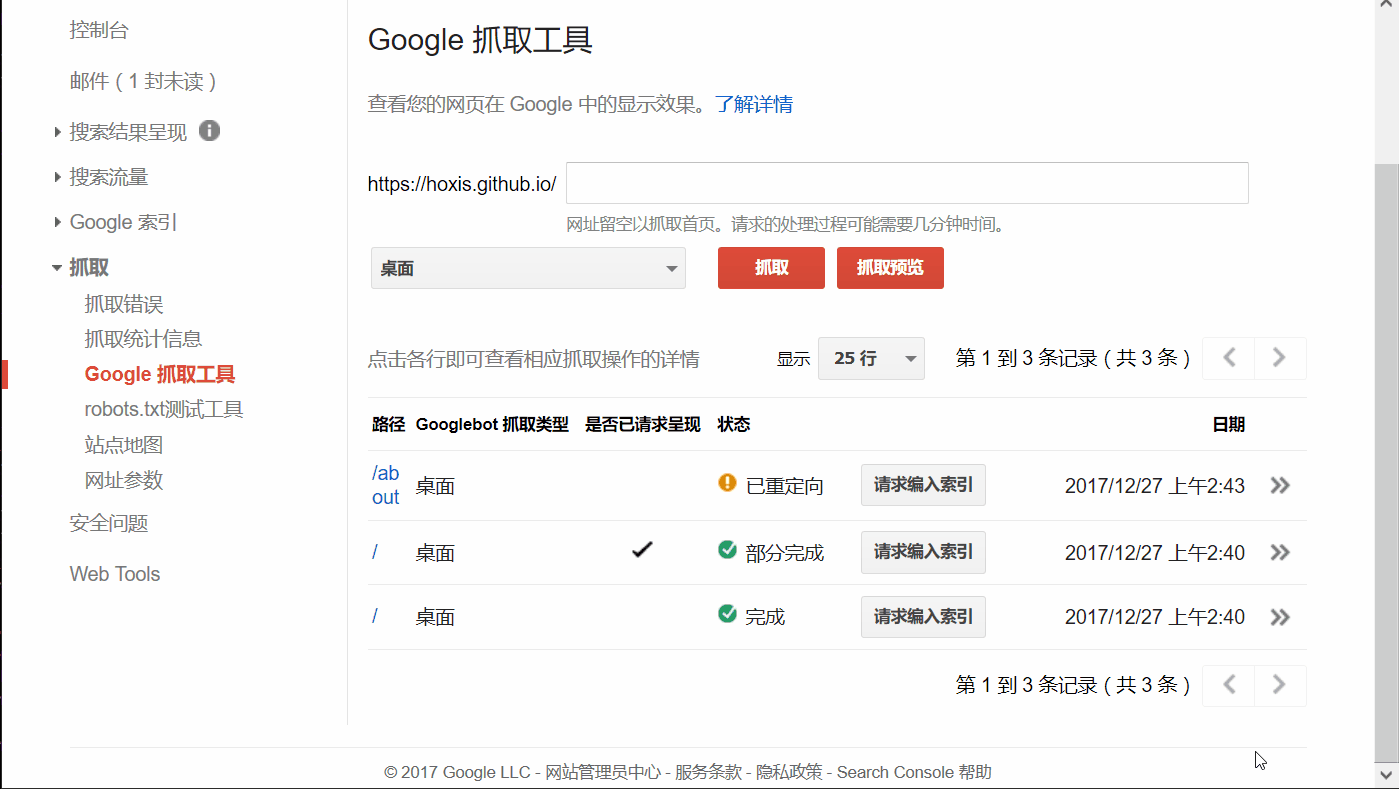 控制台
邮件 ( 1 封未读 )
搜索结果呈现
搜索流量
Google 索引
抓取
抓取错误
抓取统计信息
Google 抓取工具
robots.txt测试工具
站点地图
网址参数
安全问题
Web Tools
Google 抓取工具
查看您的网页在 Google 中的显示效果。了解详情
https://hoxis.github.io/
网址留空以抓取首页。请求的处理过程可能需要几分钟时间。
桌面 抓取 抓取预览
点击各行即可查看相应抓取操作的详情 显示 25 行 第 1 到 3 条记录 ( 共 3 条 )
路径 Googlebot 抓取类型 是否已请求呈现 状态 日期
/ab
out 桌面 已重定向 请求编入索引 2017/12/27 上午2:43
/ 桌面 部分完成 请求编入索引 2017/12/27 上午2:40
/ 桌面 完成 请求编入索引 2017/12/27 上午2:40
第 1 到 3 条记录 ( 共 3 条 )
© 2017 Google LLC - 网站管理员中心 - 服务条款 - 隐私政策 - Search Console 帮助